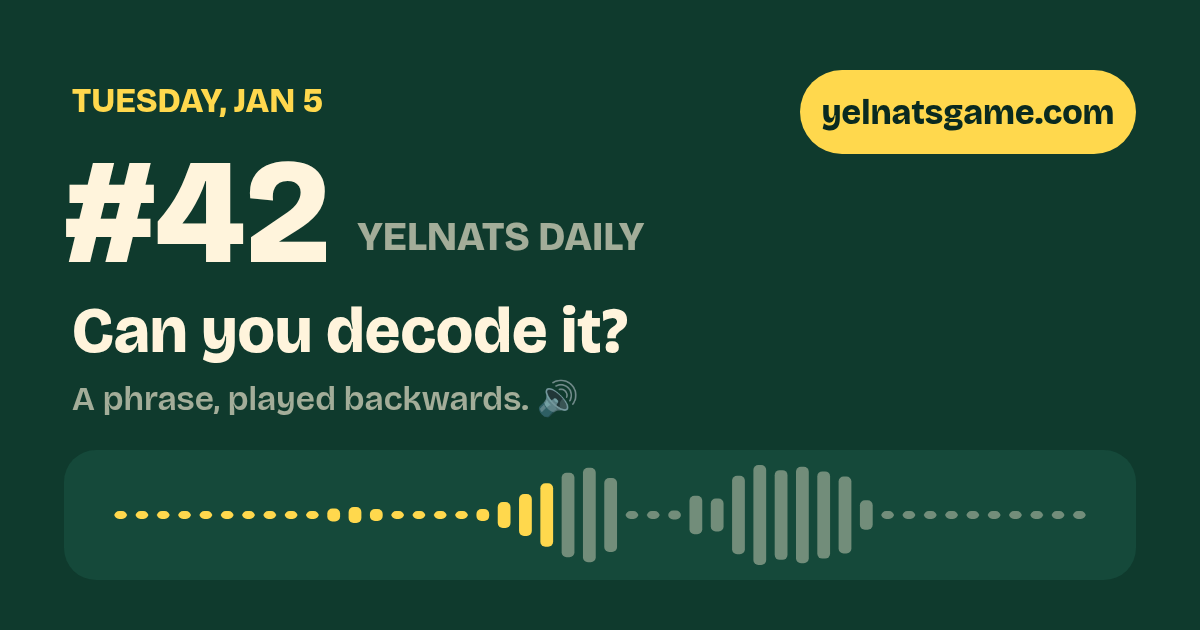 TUESDAY, JAN 5
yelnatsgame.com
#42 YELNATS DAILY
Can you decode it?
A phrase, played backwards. 🔊